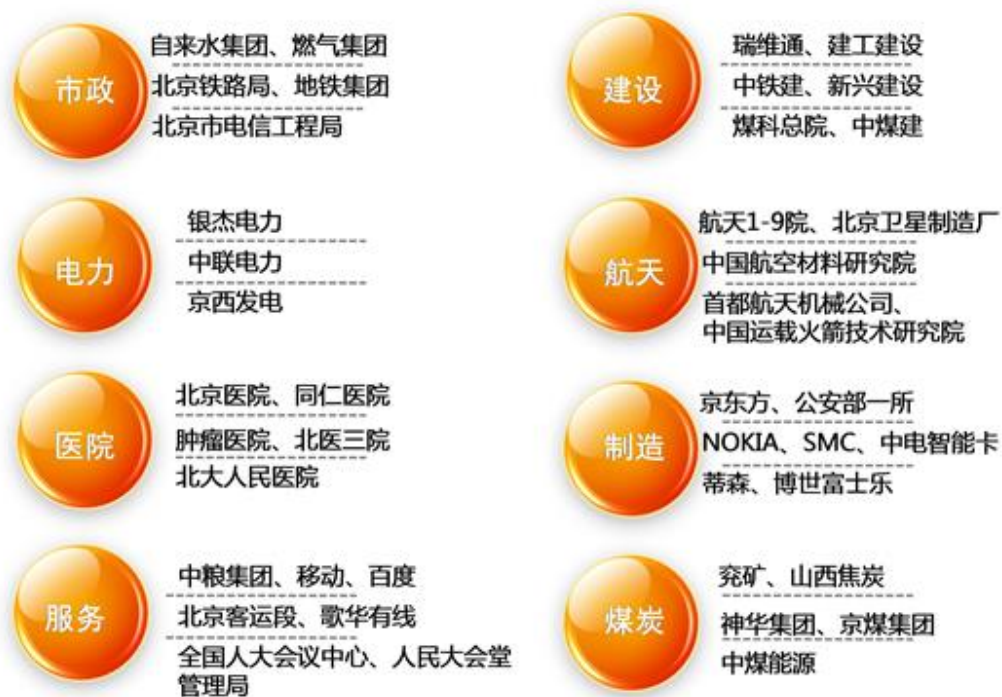 市政
自来水集团、燃气集团
北京铁路局、地铁集团
北京市电信工程局
建设
瑞维通、建工建设
中铁建、新兴建设
煤科总院、中煤建
电力
银杰电力
中联电力
京西发电
航天
航天1-9院、北京卫星制造厂
中国航空材料研究院
首都航天机械公司、
中国运载火箭技术研究院
医院
北京医院、同仁医院
肿瘤医院、北医三院
北大人民医院
制造
京东方、公安部一所
NOKIA、SMC、中电智能卡
蒂森、博世富士乐
服务
中粮集团、移动、百度
北京客运段、歌华有线
全国人大会议中心、人民大会堂
管理局
煤炭
兖矿、山西焦炭
神华集团、京煤集团
中煤能源